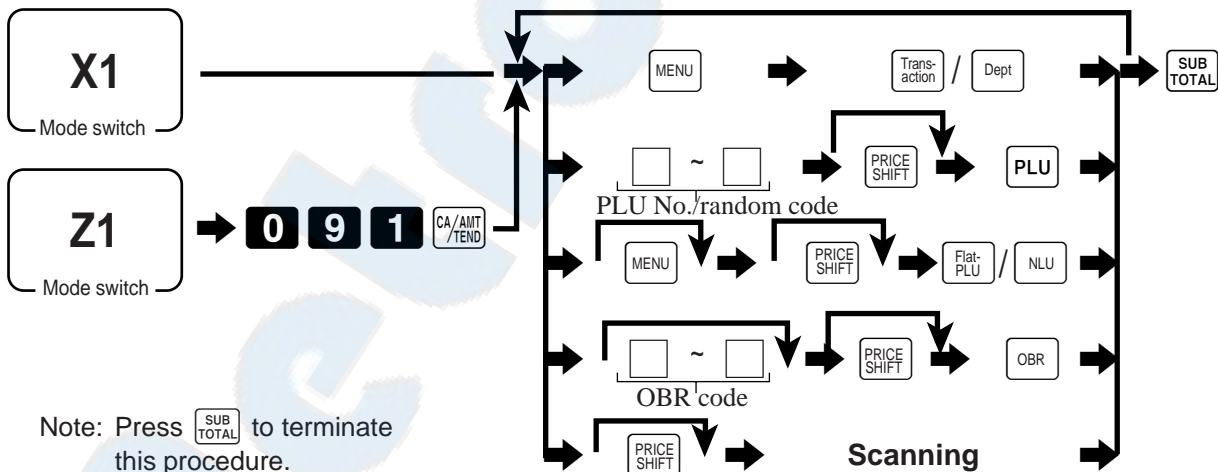 X1
Mode switch
MENU
Trans-
action / Dept
SUB
TOTAL
~
PRICE
SHIFT
PLU
PLU No./random code
Z1
Mode switch
0 9 1 CA/AMT
/TEND
MENU
PRICE
SHIFT
Flat-
PLU / NLU
~
PRICE
SHIFT
OBR
OBR code
Note: Press SUB
TOTAL to terminate
this procedure.
PRICE
SHIFT
Scanning